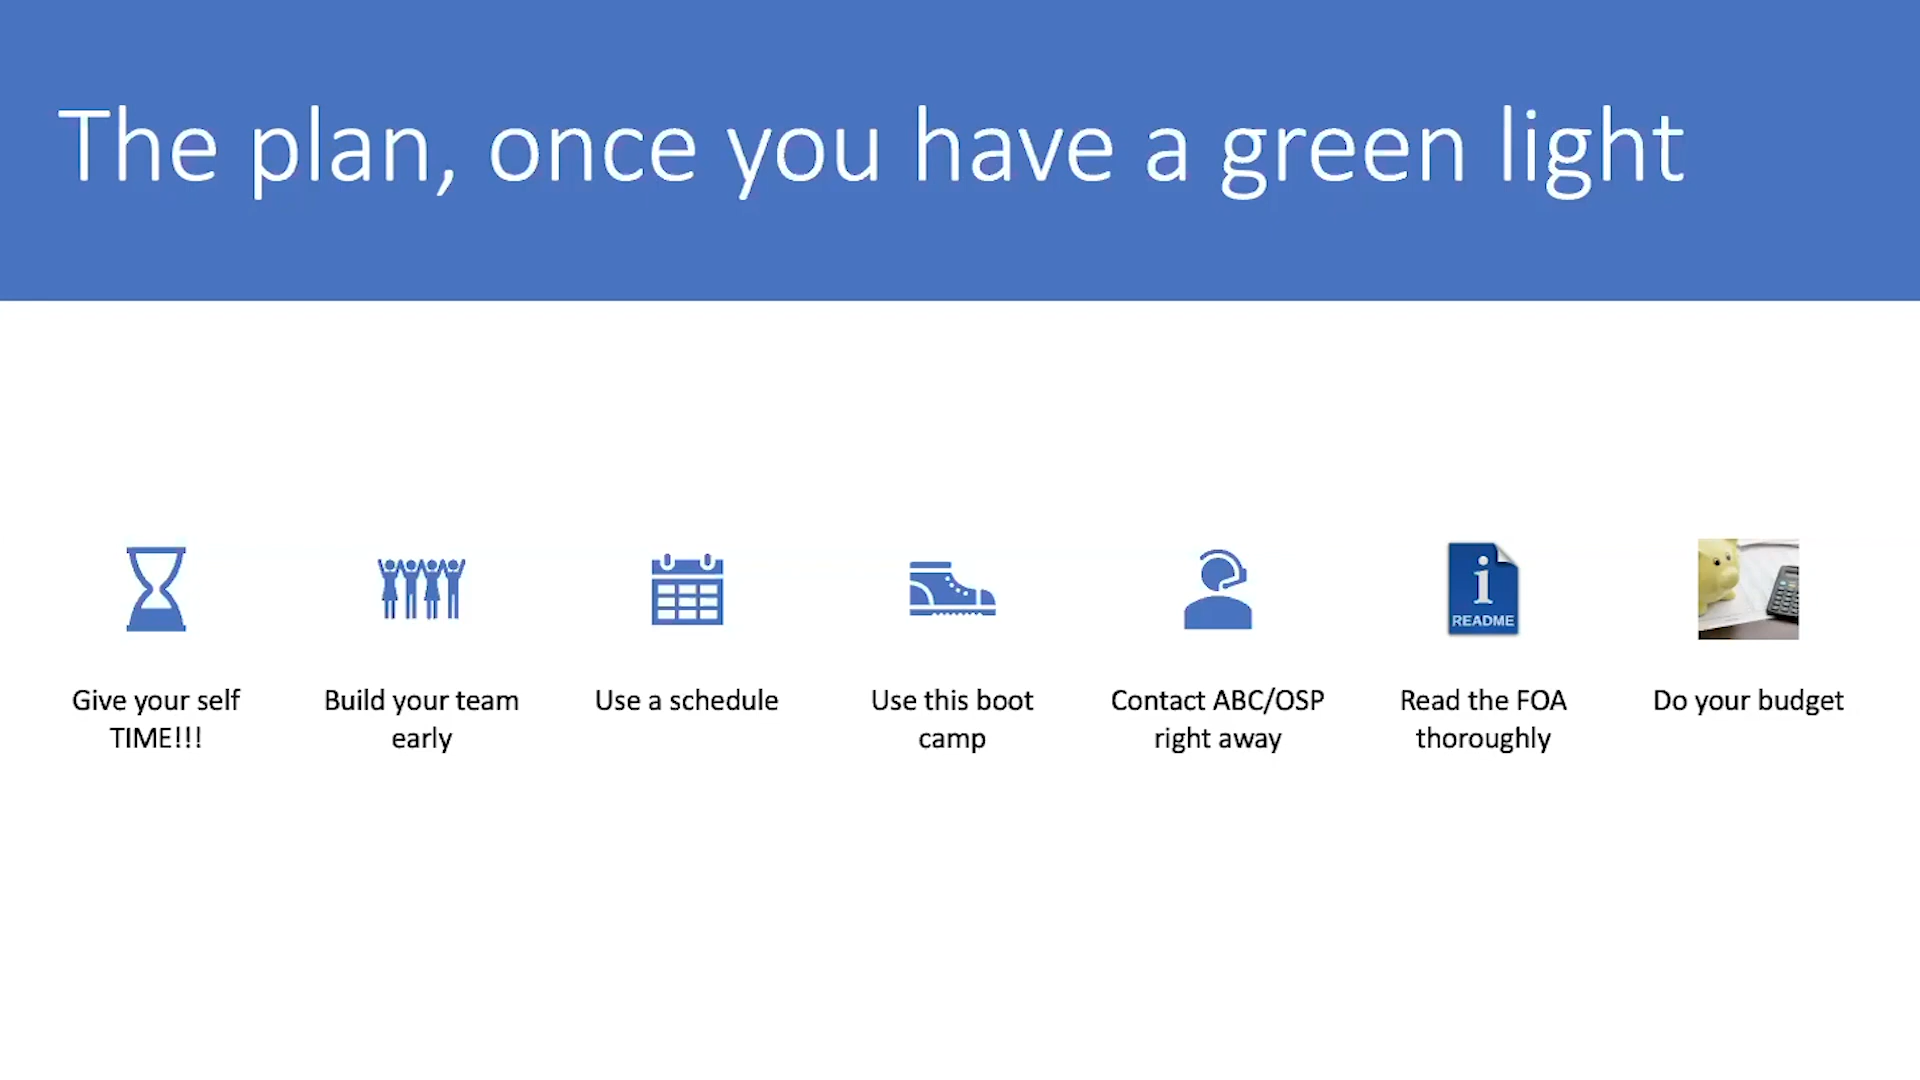 The plan, once you have a green light
Give your self
TIME!!!
Build your team
early
Use a schedule
Use this boot
camp
Contact ABC/OSP
right away
README
Read the FOA
thoroughly
Do your budget